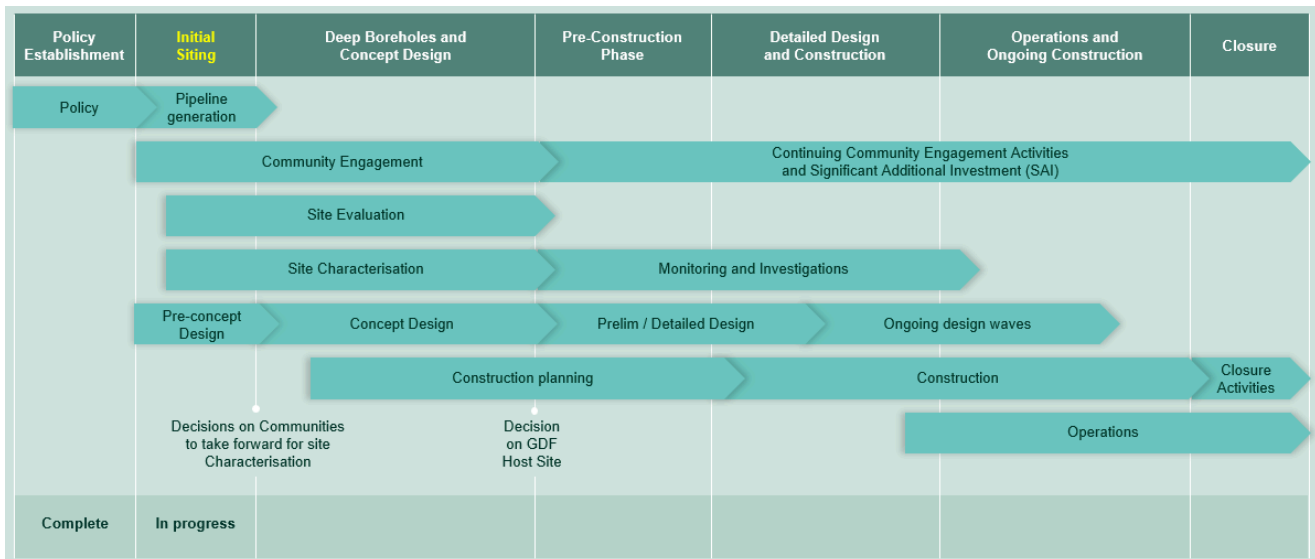 Policy
Establishment
Initial
Siting
Deep Boreholes and
Concept Design
Pre-Construction
Phase
Detailed Design
and Construction
Operations and
Ongoing Construction
Closure
Policy
Pipeline
generation
Community Engagement
Continuing Community Engagement Activities
and Significant Additional Investment (SAI)
Site Evaluation
Site Characterisation
Monitoring and Investigations
Pre-concept
Design
Concept Design
Prelim / Detailed Design
Ongoing design waves
Construction planning
Construction
Closure
Activities
Decisions on Communities
to take forward for site
Characterisation
Decision
on GDF
Host Site
Operations
Complete
In progress